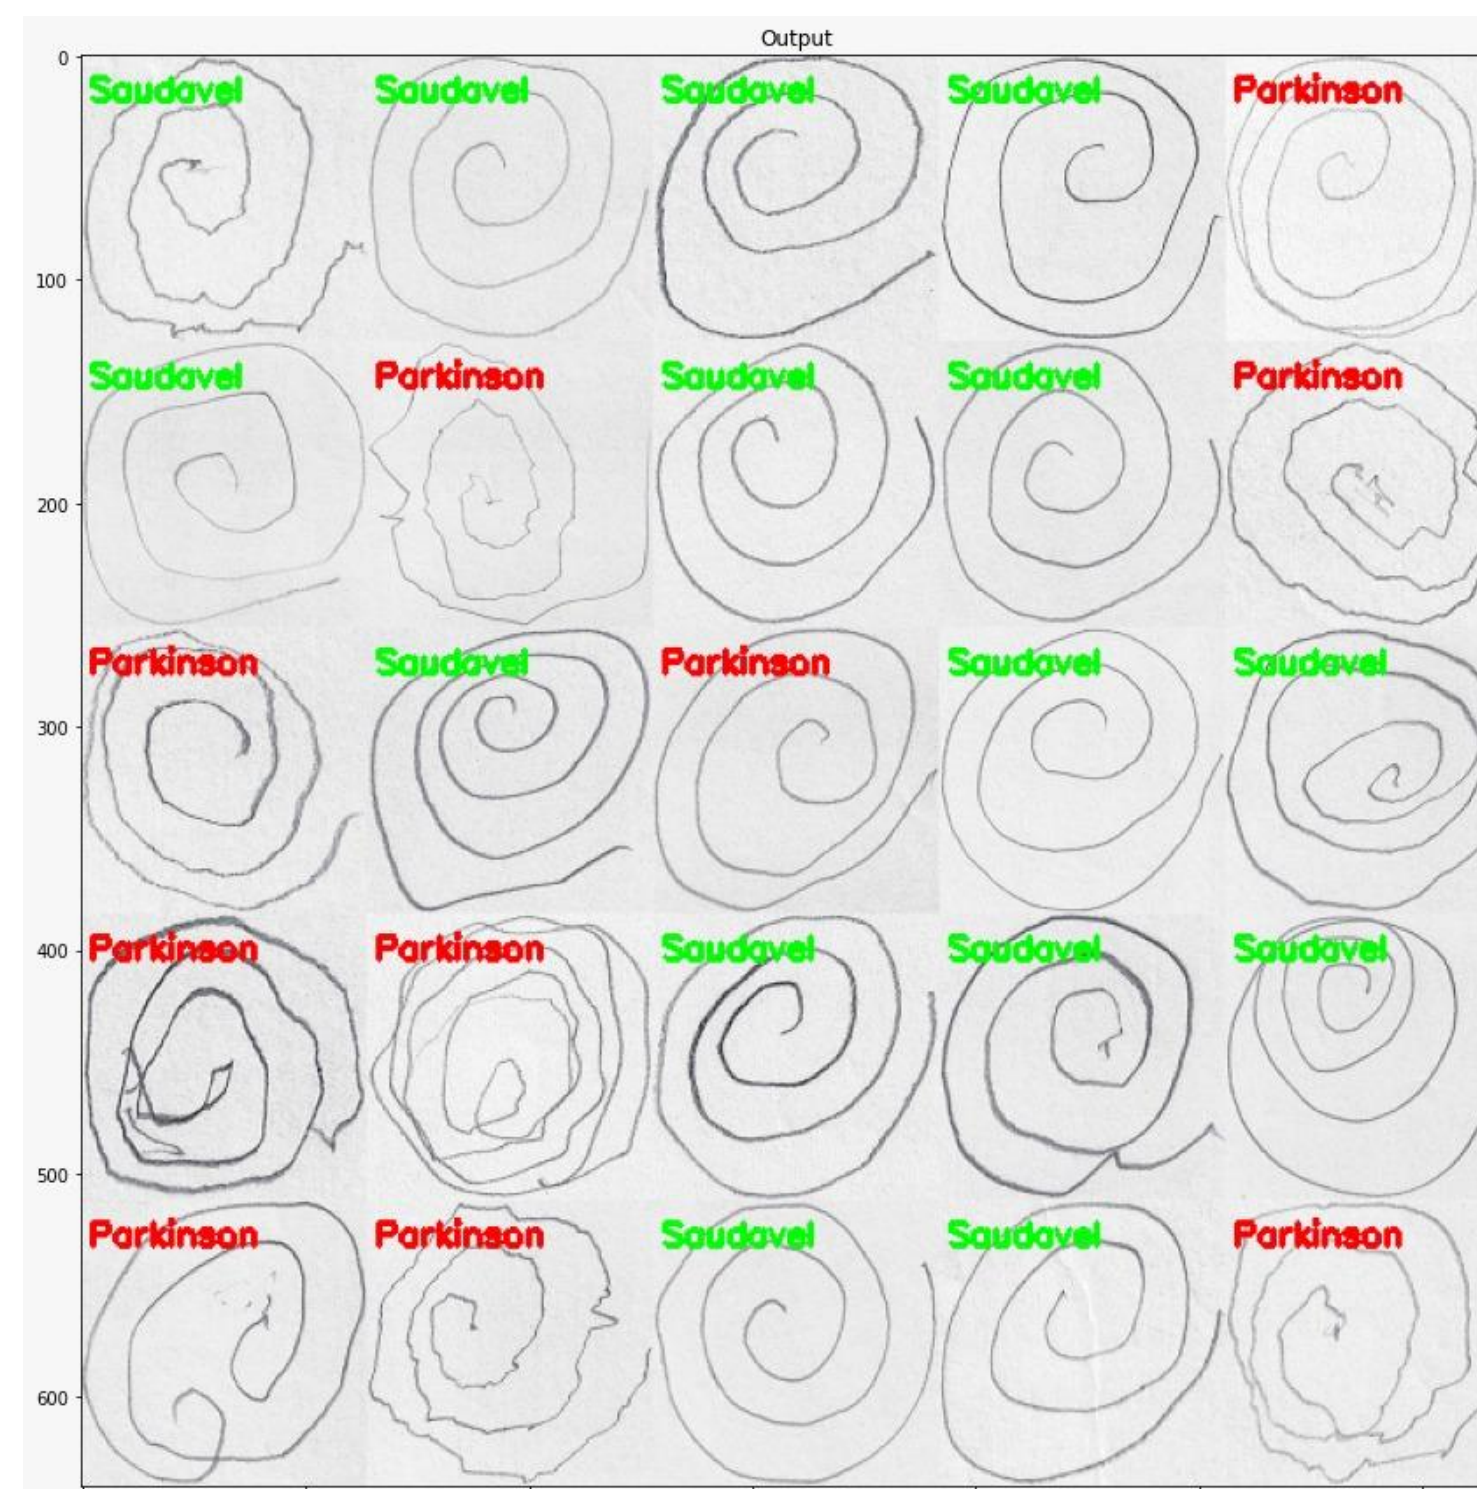 Output
0
Saudavel Saudavel Saudavel Saudavel Parkinson
100
Saudavel Parkinson Saudavel Saudavel Parkinson
200
Parkinson Saudavel Parkinson Saudavel Saudavel
300
Parkinson Parkinson Saudavel Saudavel Saudavel
400
500
Parkinson Parkinson Saudavel Saudavel Parkinson
600